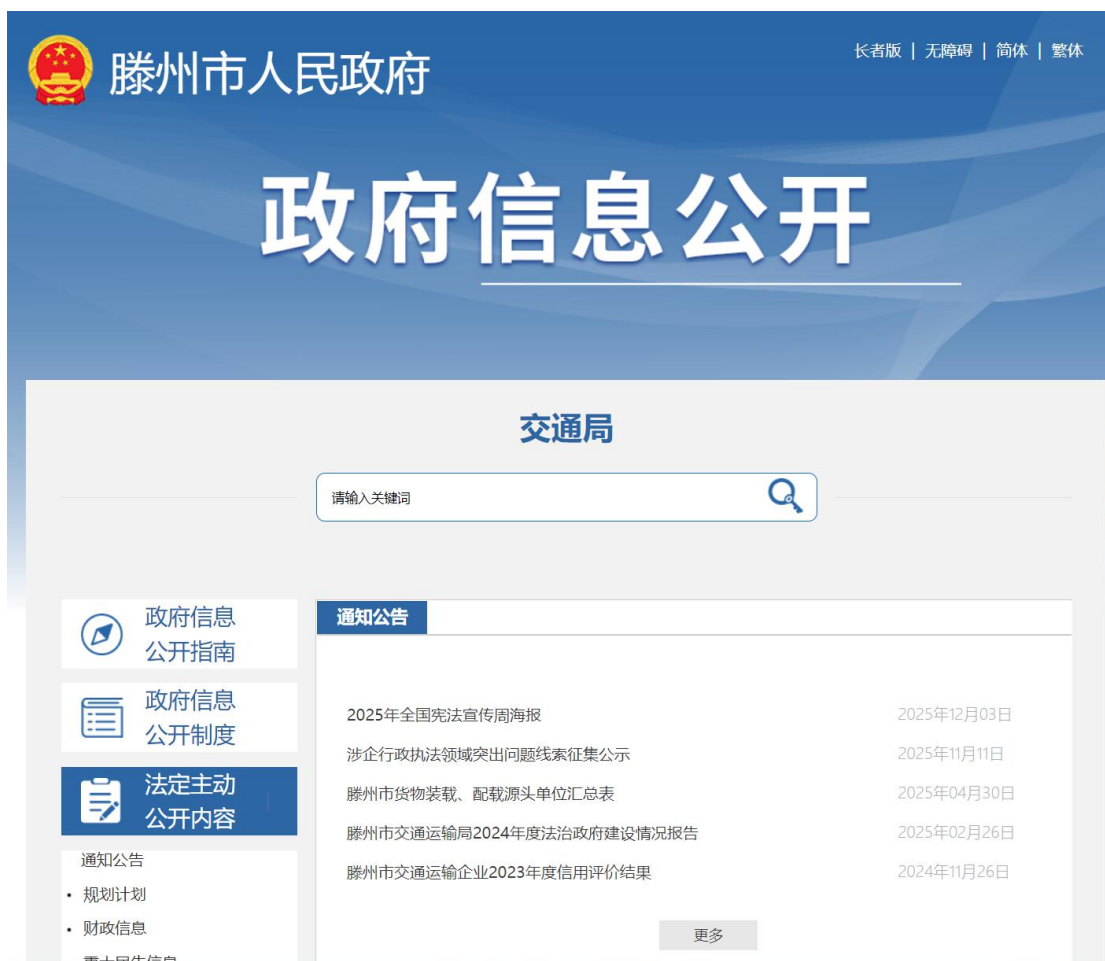 长者版 | 无障碍 | 简体 | 繁体
滕州市人民政府
政府信息公开
交通局
请输入关键词
政府信息
公开指南
政府信息
公开制度
法定主动
公开内容
通知公告
• 规划计划
• 财政信息
重大民生信息
通知公告
2025年全国宪法宣传周海报 2025年12月03日
涉企行政执法领域突出问题线索征集公示 2025年11月11日
滕州市货物装载、配载源头单位汇总表 2025年04月30日
滕州市交通运输局2024年度法治政府建设情况报告 2025年02月26日
滕州市交通运输企业2023年度信用评价结果 2024年11月26日
更多